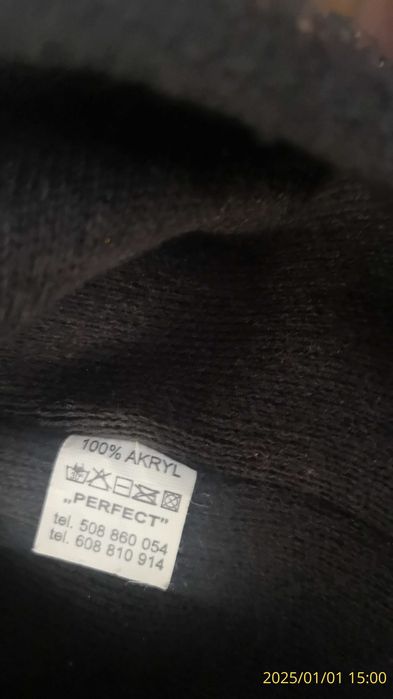 100% AKRYL
„PERFECT”
tel. 508 860 054
tel. 608 810 914
2025/01/01 15:00